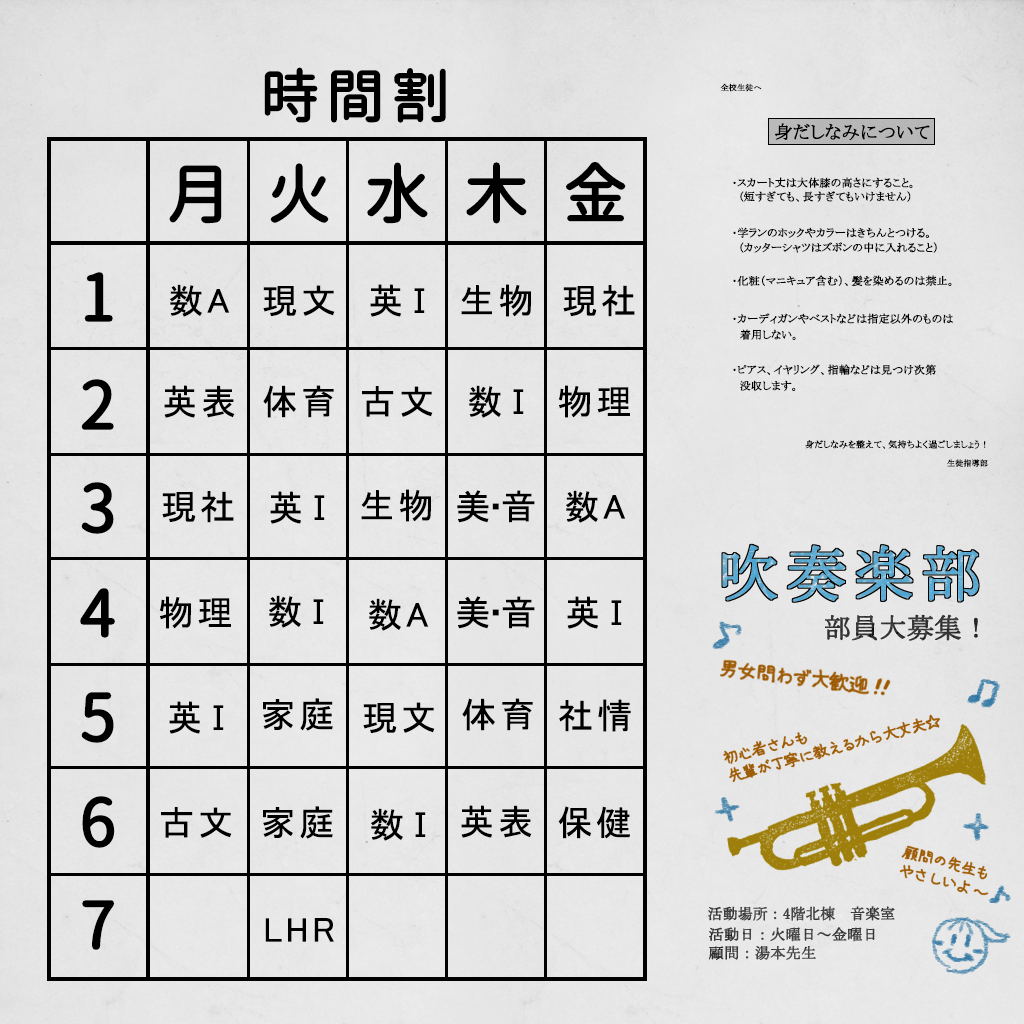 時間割
月 火 水 木 金
1 数A 現文 英Ⅰ 生物 現社
2 英表 体育 古文 数Ⅰ 物理
3 現社 英Ⅰ 生物 美・音 数A
4 物理 数Ⅰ 数A 美・音 英Ⅰ
5 英Ⅰ 家庭 現文 体育 社情
6 古文 家庭 数Ⅰ 英表 保健
7 LHR
全校生徒へ
身だしなみについて
・スカート丈は大体膝の高さにすること。
（短すぎても、長すぎてもいけません）
・学ランのホックやカラーはきちんとつける。
（カッターシャツはズボンの中に入れること）
・化粧（マニキュア含む）、髪を染めるのは禁止。
・カーディガンやベストなどは指定以外のものは
着用しない。
・ピアス、イヤリング、指輪などは見つけ次第
没収します。
身だしなみを整えて、気持ちよく過ごしましょう！
生徒指導部
吹奏楽部
部員大募集！
男女問わず大歓迎!!
初心者さんも
先輩が丁寧に教えるから大丈夫☆
顧問の先生も
やさしいよ～
活動場所：4階北棟　音楽室
活動日：火曜日～金曜日
顧問：湯本先生